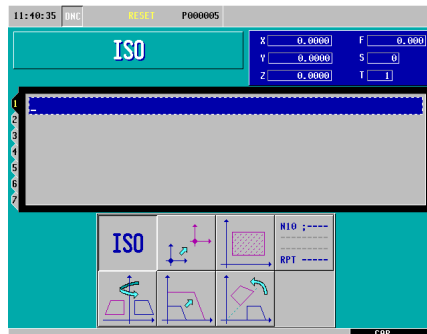 11:40:35 DNC RESET P000005
ISO
X 0.0000 F 0.000
Y 0.0000 S 0
Z 0.0000 T 1
1
2
3
4
5
6
7
ISO
N10 ;----
RPT -----
CAP